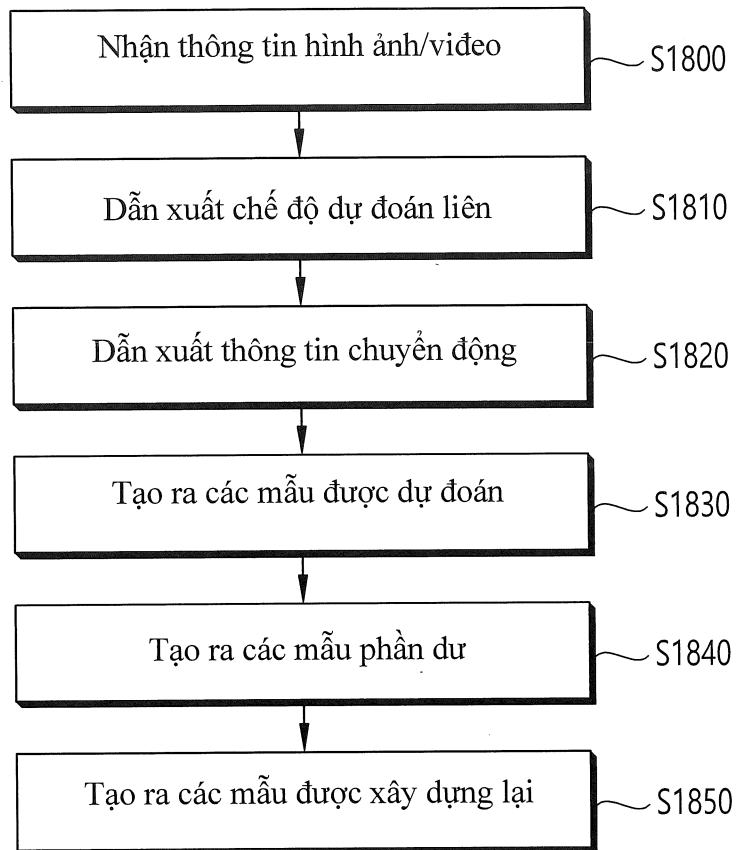 Nhận thông tin hình ảnh/viđeo
S1800
Dẫn xuất chế độ dự đoán liên
S1810
Dẫn xuất thông tin chuyển động
S1820
Tạo ra các mẫu được dự đoán
S1830
Tạo ra các mẫu phần dư
S1840
Tạo ra các mẫu được xây dựng lại
S1850